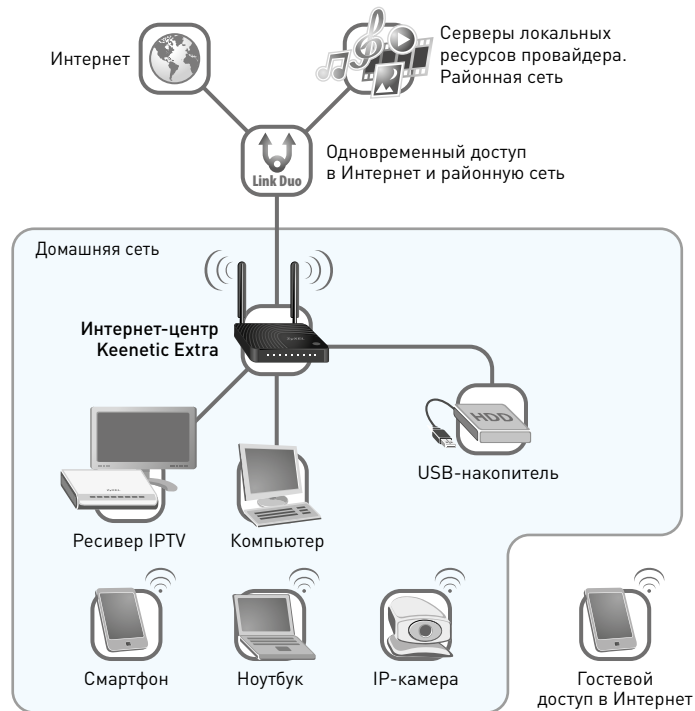 Интернет
Серверы локальных
ресурсов провайдера.
Районная сеть
Link Duo
Одновременный доступ
в Интернет и районную сеть
Домашняя сеть
Интернет-центр
Keenetic Extra
ZyXEL
HDD
USB-накопитель
Ресивер IPTV
Компьютер
Смартфон
Ноутбук
IP-камера
Гостевой
доступ в Интернет